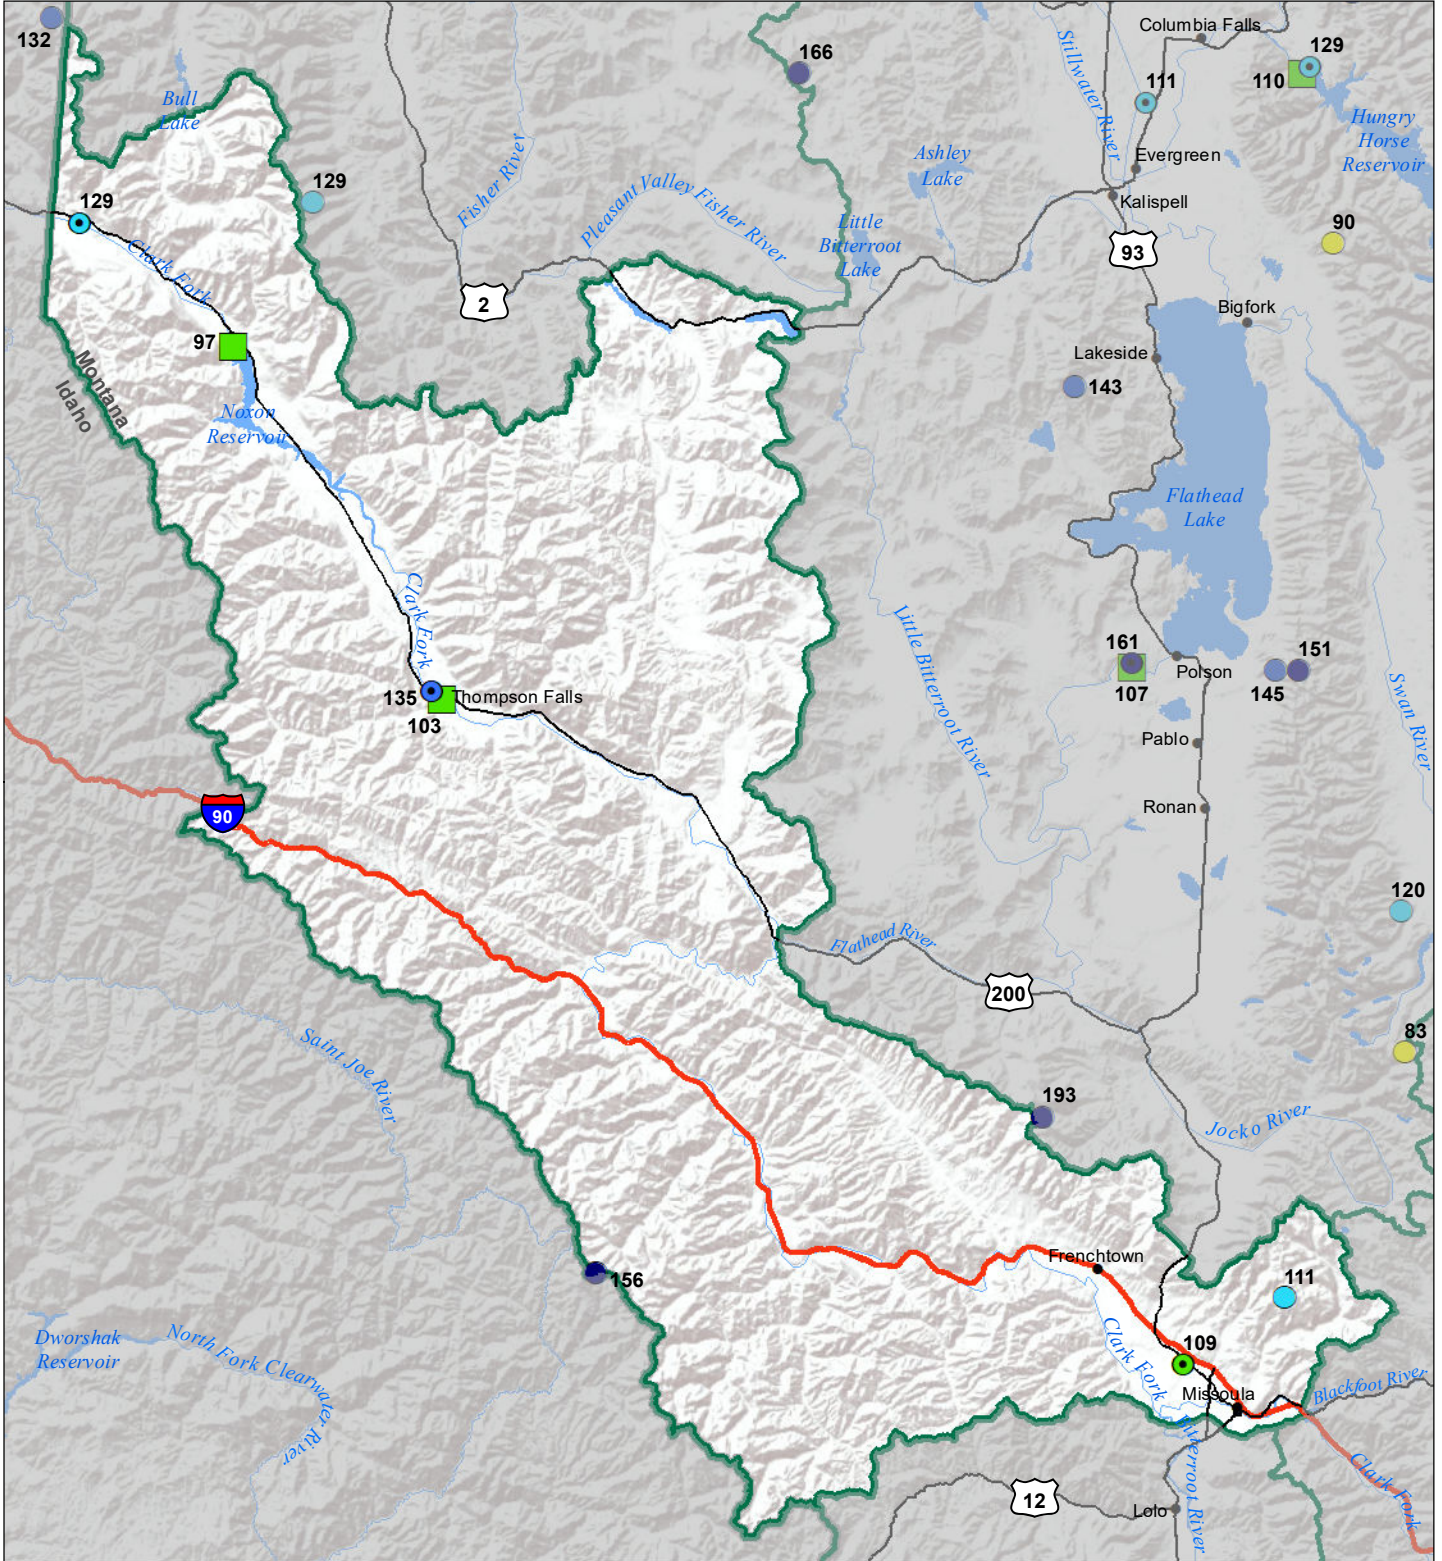 Columbia Falls
132
166
129
110
111
Stillwater River
Bull
Lake
Hungry
Horse
Reservoir
Fisher River
Ashley
Lake
Evergreen
129
Pleasant Valley Fisher River
Kalispell
129
Little
Bitterroot
Lake
90
93
Clark Fork
2
Bigfork
97
Lakeside
Montana
Idaho
143
Noxon
Reservoir
Flathead
Lake
Clark Fork
Little Bitterroot River
161
107
Polson
145
151
135
Thompson Falls
103
Swan River
Pablo
90
Ronan
120
Flathead River
200
Saint Joe River
83
193
Jocko River
156
Frenchtown
111
Dworshak
Reservoir
North Fork Clearwater
River
Clark Fork
109
Missoula
Blackfoot River
Bitterroot River
Clark Fork
12
Lolo